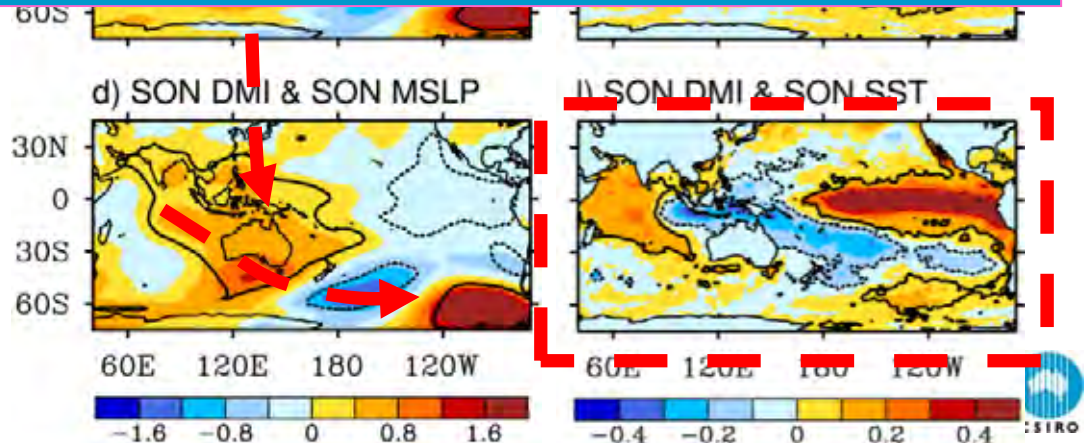 60S
d) SON DMI & SON MSLP
l) SON DMI & SON SST
30N
0
30S
60S
60E 120E 180 120W
60E 120E 180 120W
−1.6 −0.8 0 0.8 1.6
−0.4 −0.2 0 0.2 0.4
CSIRO